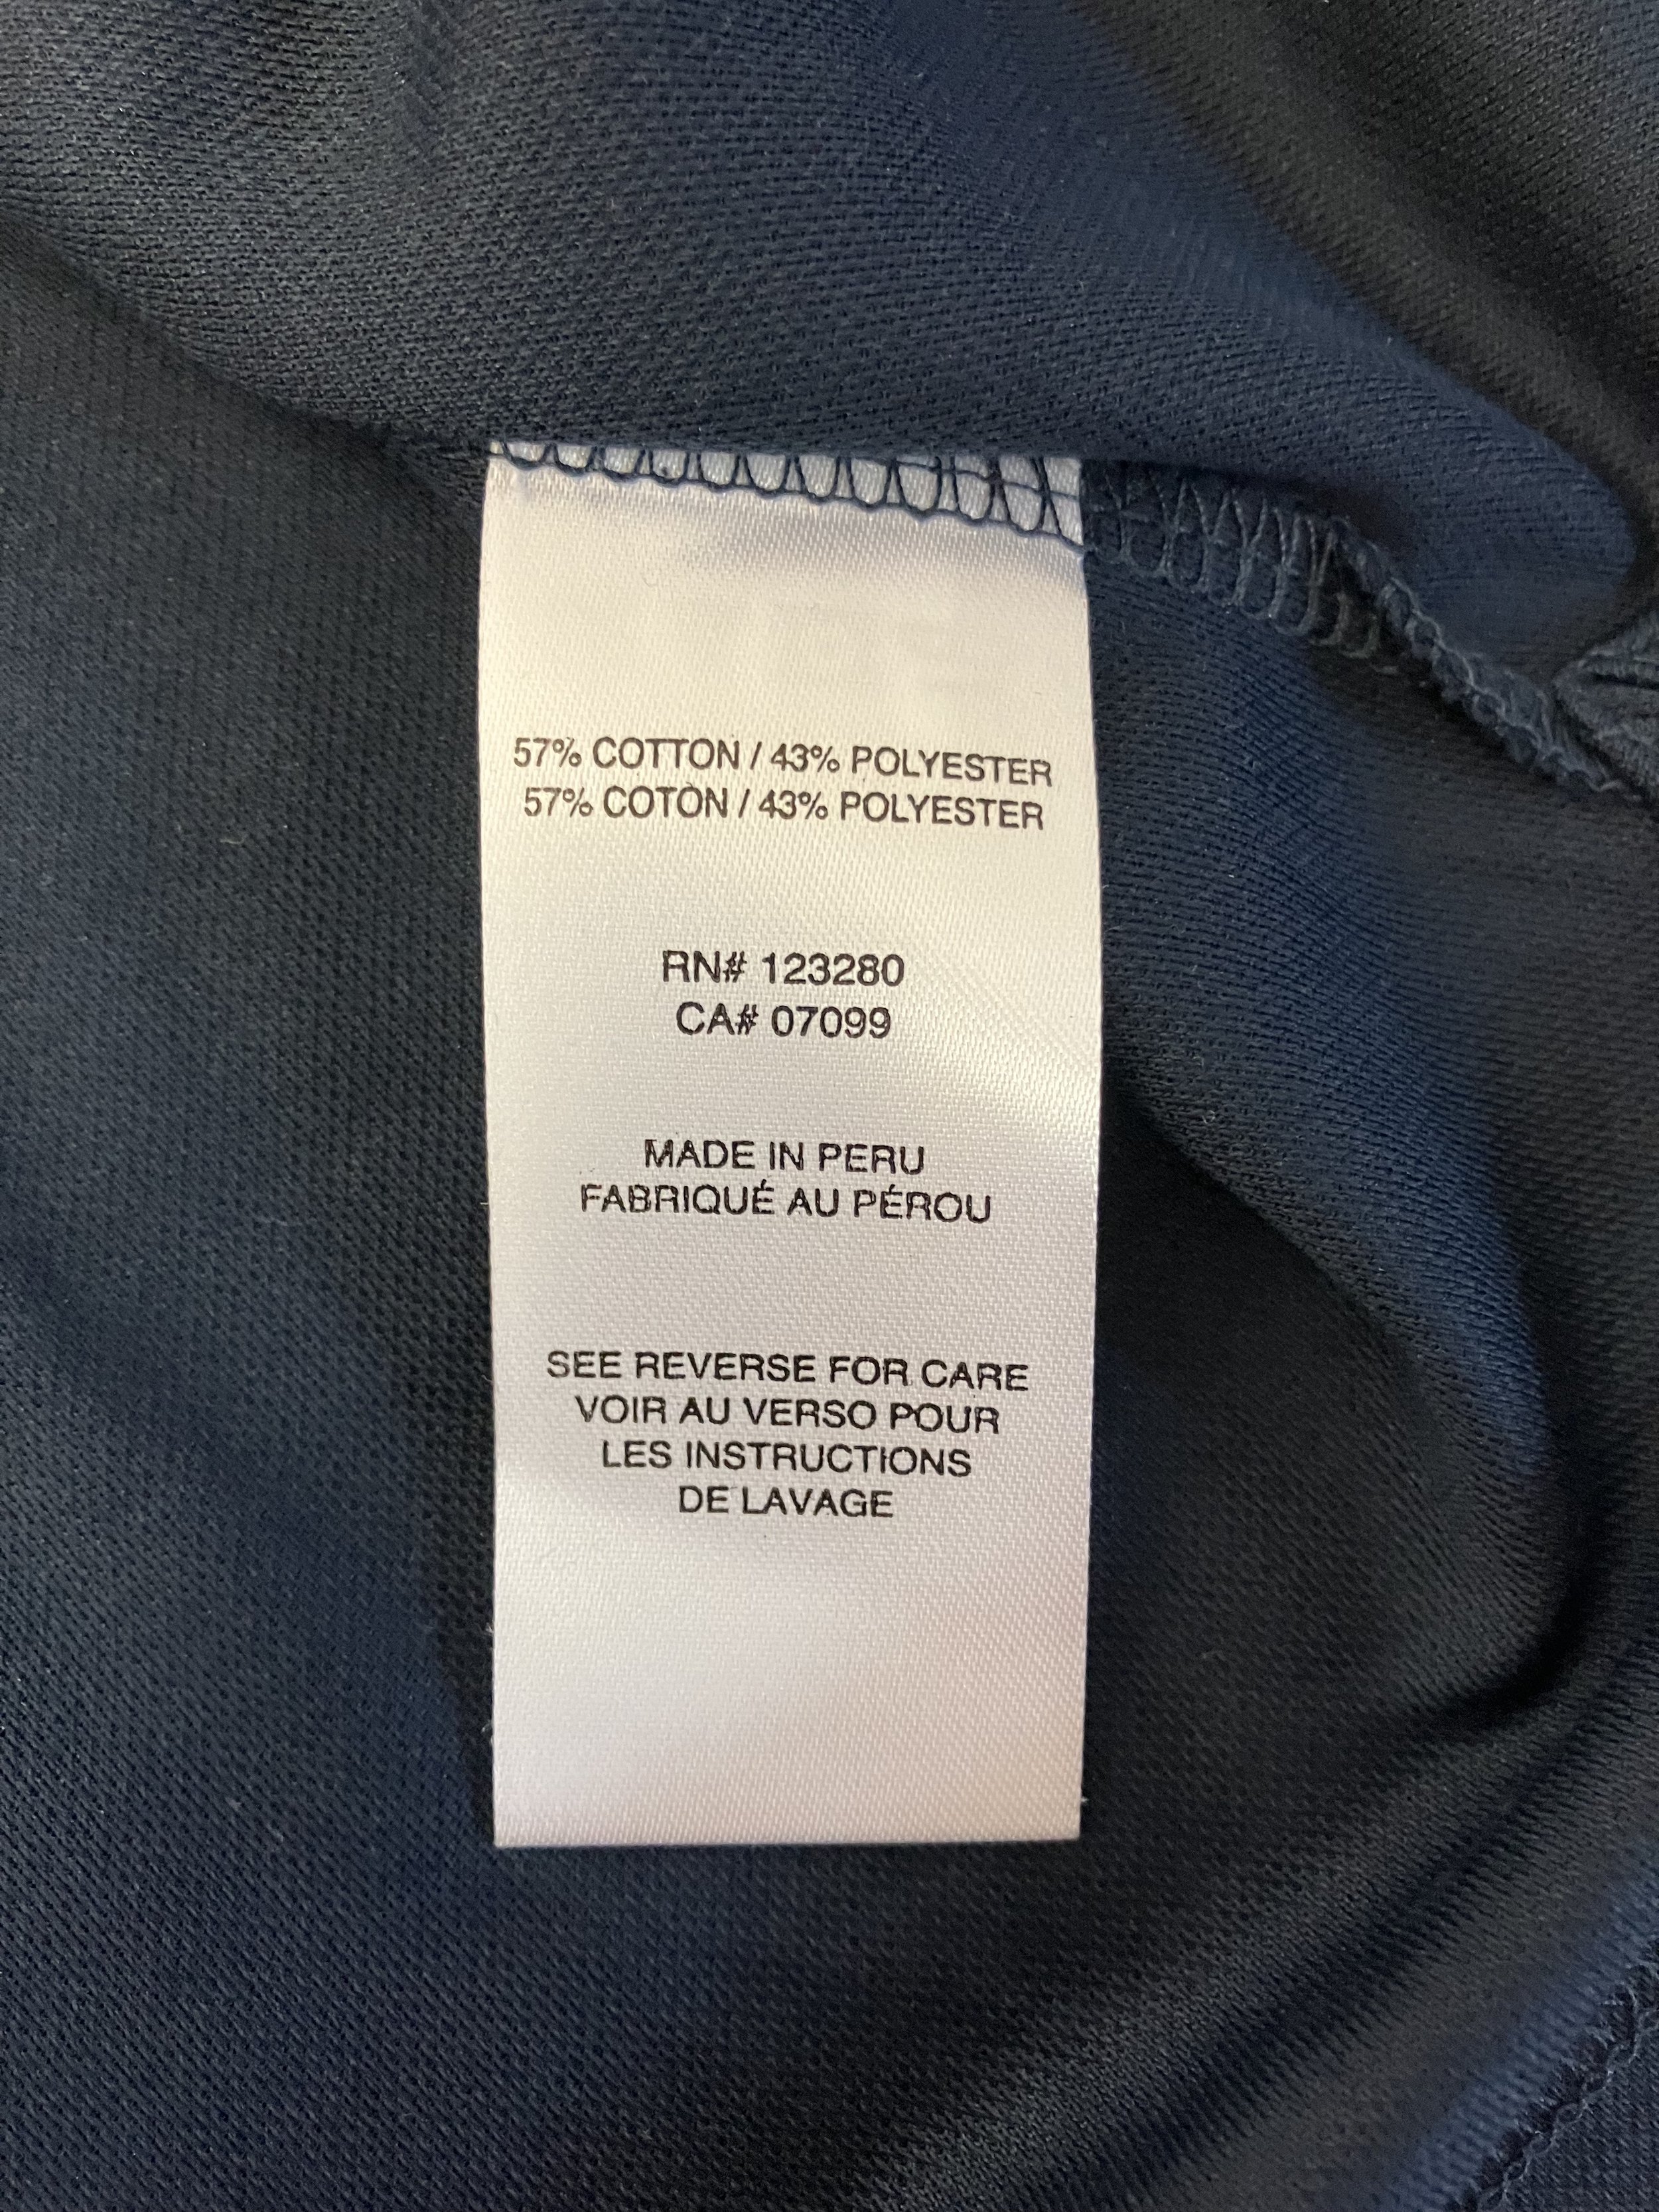 57% COTTON / 43% POLYESTER
57% COTON / 43% POLYESTER
RN# 123280
CA# 07099
MADE IN PERU
FABRIQUÉ AU PÉROU
SEE REVERSE FOR CARE
VOIR AU VERSO POUR
LES INSTRUCTIONS
DE LAVAGE